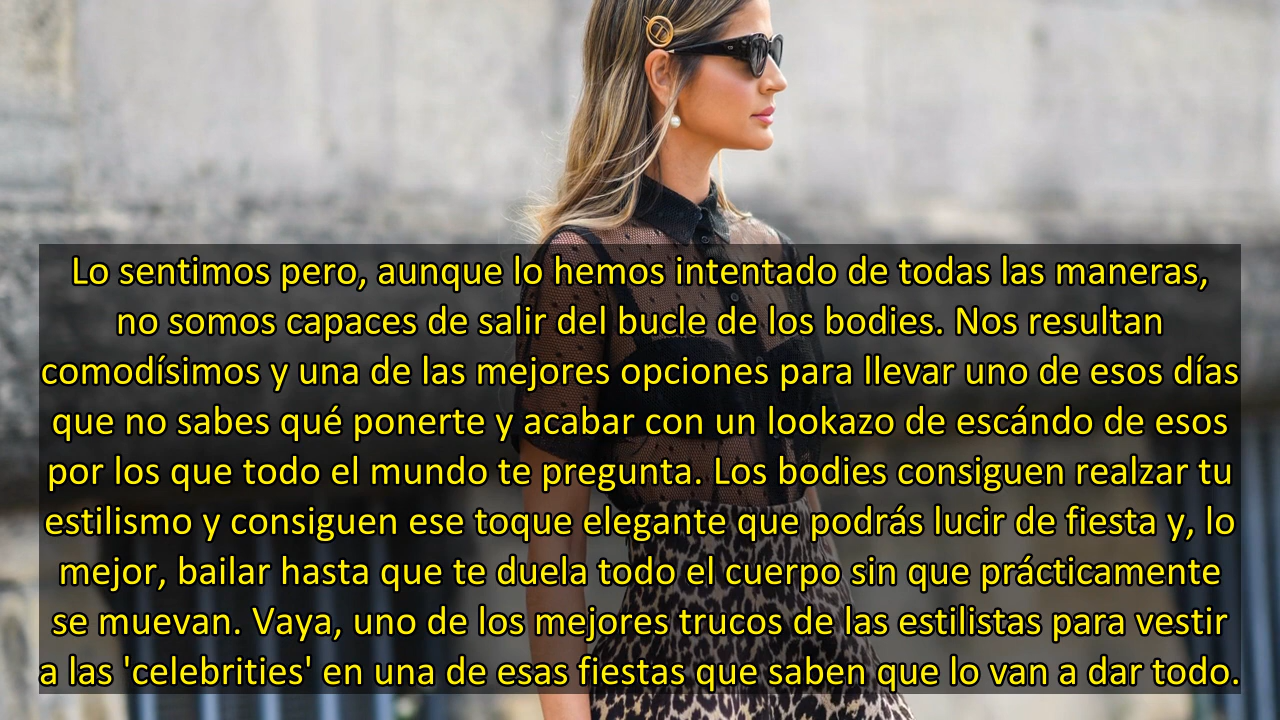 Lo sentimos pero, aunque lo hemos intentado de todas las maneras,
no somos capaces de salir del bucle de los bodies. Nos resultan
comodísimos y una de las mejores opciones para llevar uno de esos días
que no sabes qué ponerte y acabar con un lookazo de escándo de esos
por los que todo el mundo te pregunta. Los bodies consiguen realzar tu
estilismo y consiguen ese toque elegante que podrás lucir de fiesta y, lo
mejor, bailar hasta que te duela todo el cuerpo sin que prácticamente
se muevan. Vaya, uno de los mejores trucos de las estilistas para vestir
a las 'celebrities' en una de esas fiestas que saben que lo van a dar todo.